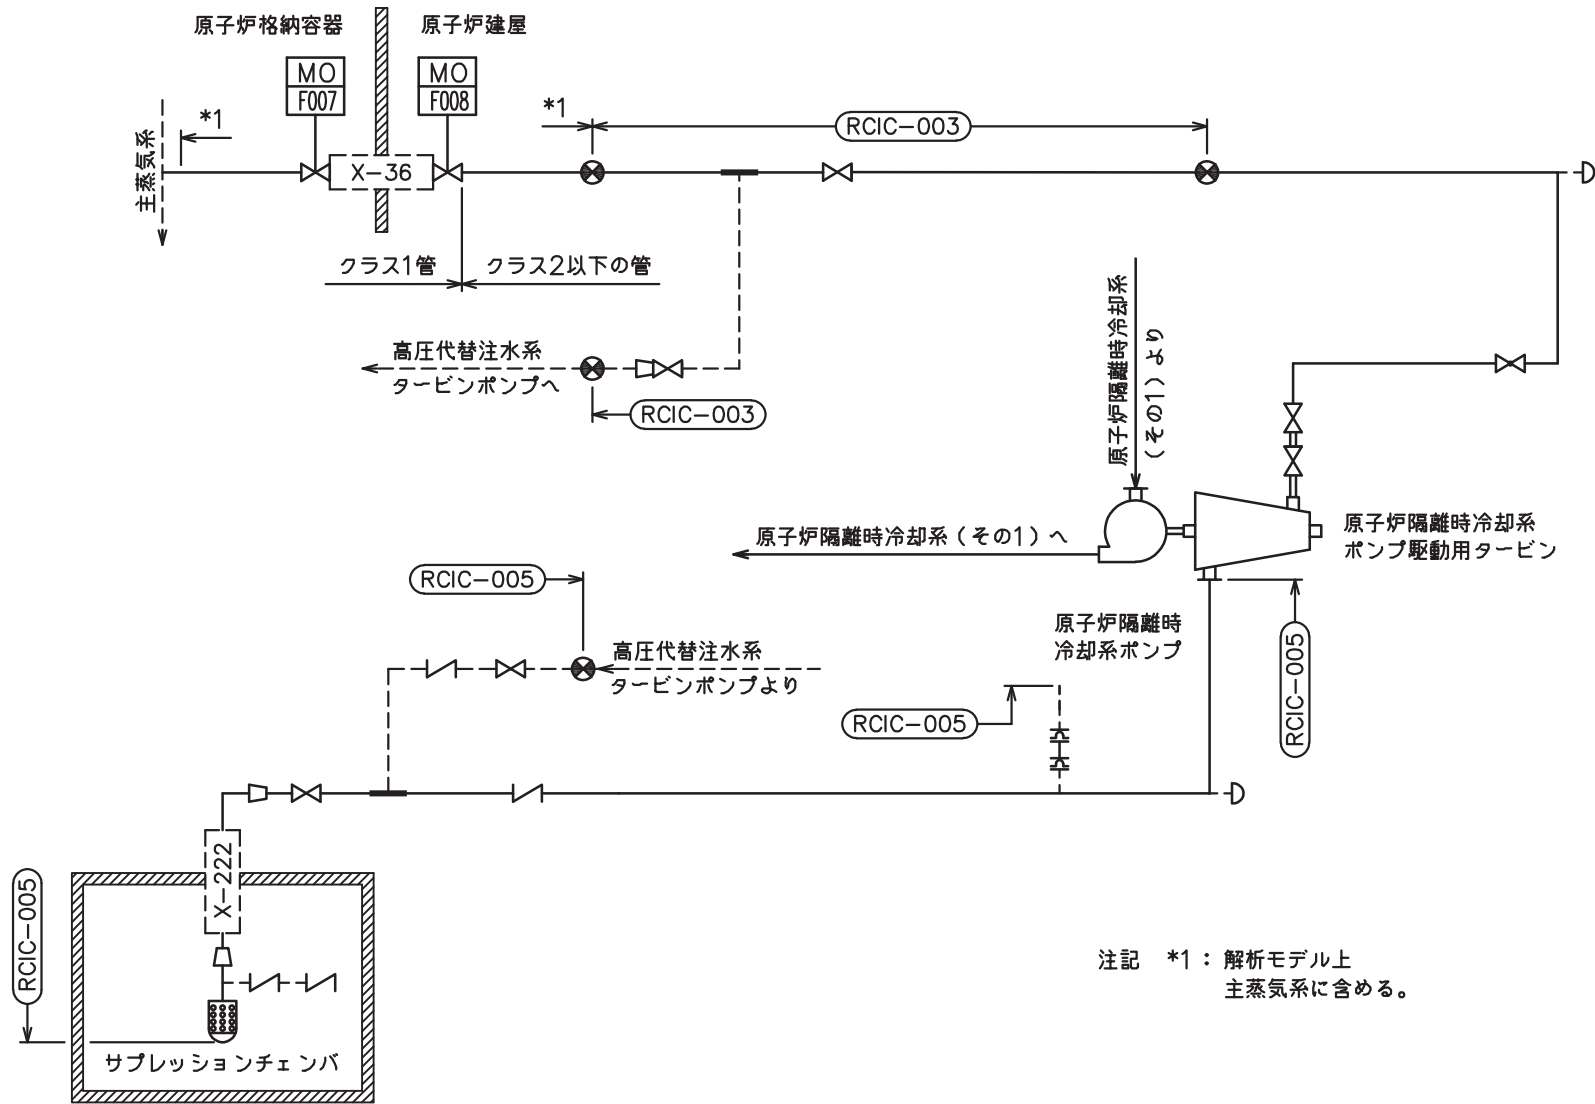 原子炉格納容器
原子炉建屋
MO
F007
MO
F008
*1
*1
RCIC-003
主蒸気系
X-36
クラス1管
クラス2以下の管
高圧代替注水系
タービンポンプへ
RCIC-003
原子炉隔離時冷却系
(その1)より
原子炉隔離時冷却系(その1)へ
原子炉隔離時冷却系
ポンプ駆動用タービン
RCIC-005
原子炉隔離時
冷却系ポンプ
高圧代替注水系
タービンポンプより
RCIC-005
RCIC-005
X-222
RCIC-005
サプレッションチェンバ
注記 *1:解析モデル上
主蒸気系に含める。